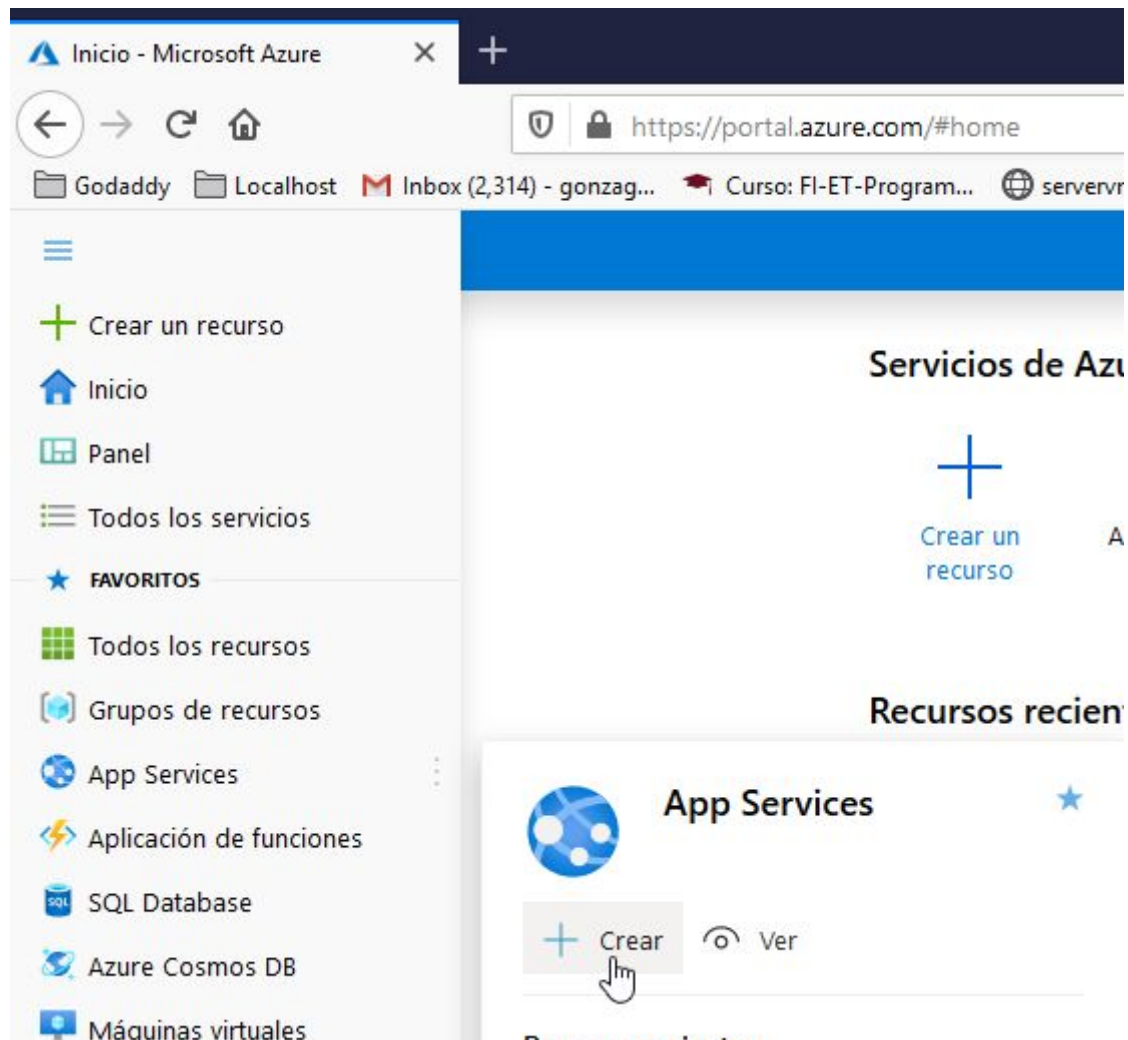 Inicio - Microsoft Azure
https://portal.azure.com/#home
Godaddy Localhost Inbox (2,314) - gonzag... Curso: FI-ET-Program... servervr
Crear un recurso
Inicio
Panel
Todos los servicios
FAVORITOS
Todos los recursos
Grupos de recursos
App Services
Aplicación de funciones
SQL Database
Azure Cosmos DB
Máquinas virtuales
Servicios de Azu
Crear un
recurso
A
Recursos recien
App Services
Crear Ver